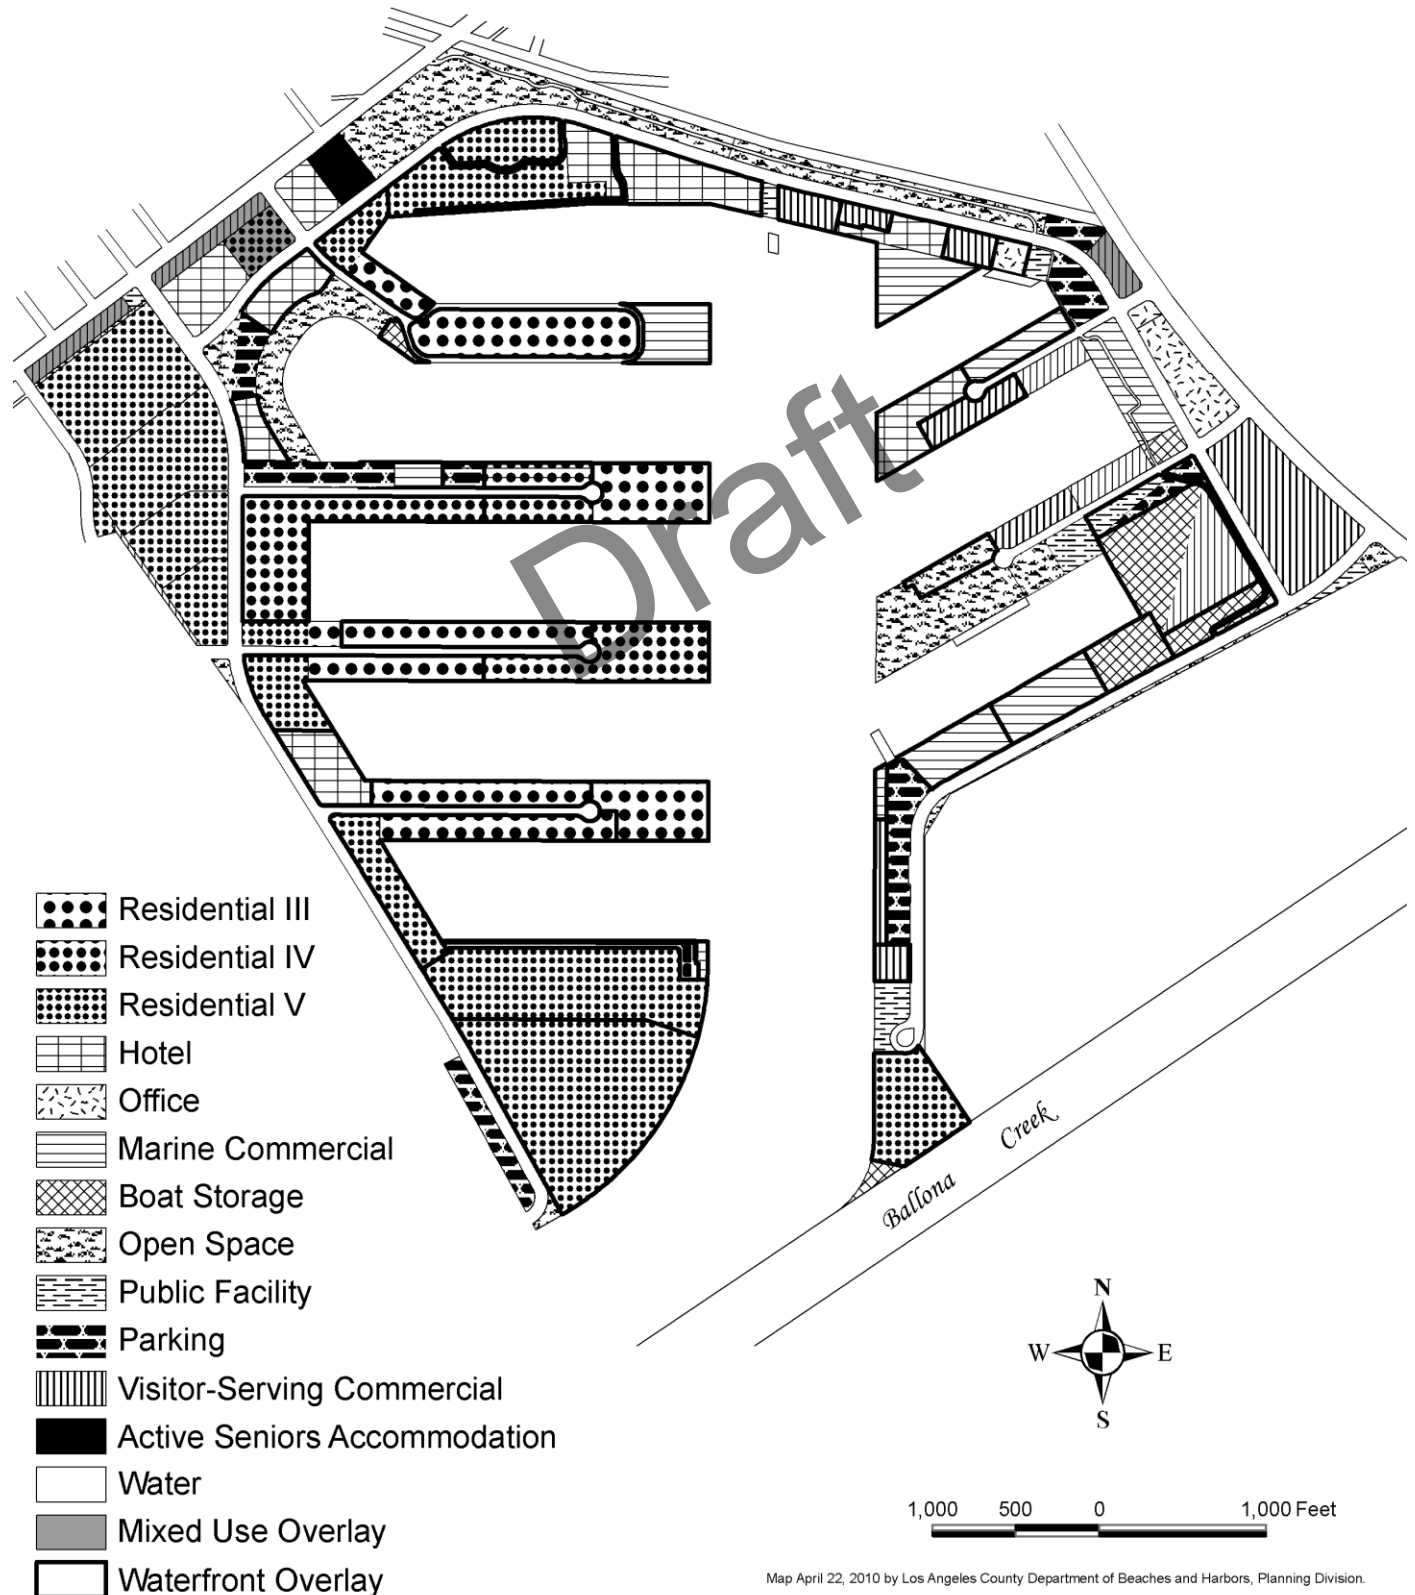 Draft
Residential III
Residential IV
Residential V
Hotel
Office
Marine Commercial
Boat Storage
Open Space
Public Facility
Parking
Visitor-Serving Commercial
Active Seniors Accommodation
Water
Mixed Use Overlay
Waterfront Overlay
Ballona Creek
N
W E
S
1,000 500 0 1,000 Feet
Map April 22, 2010 by Los Angeles County Department of Beaches and Harbors, Planning Division.